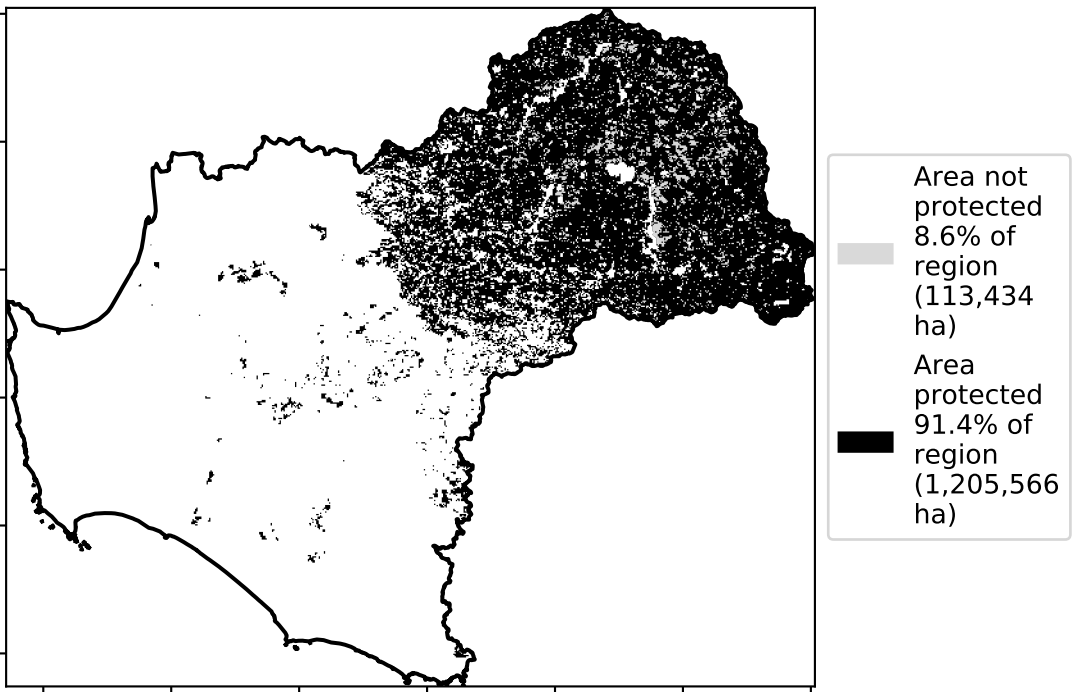 Area not
protected
8.6% of
region
(113,434
ha)
Area
protected
91.4% of
region
(1,205,566
ha)